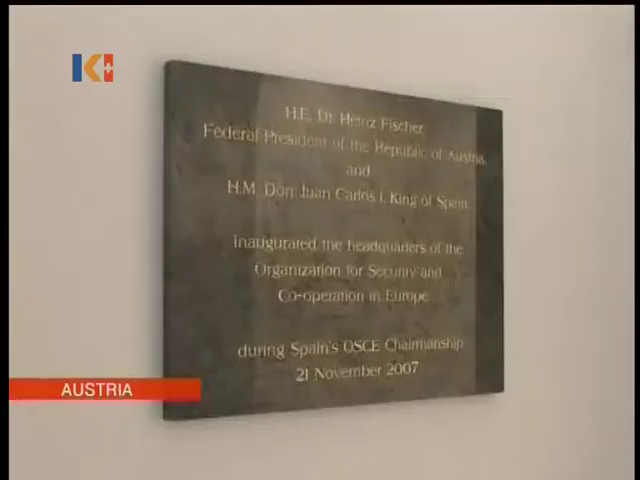 K+
H.E. Dr. Heinz Fischer,
Federal President of the Republic of Austria,
and
H.M. Don Juan Carlos I, King of Spain
inaugurated the headquarters of the
Organization for Security and
Co-operation in Europe
during Spain's OSCE Chairmanship
21 November 2007
AUSTRIA